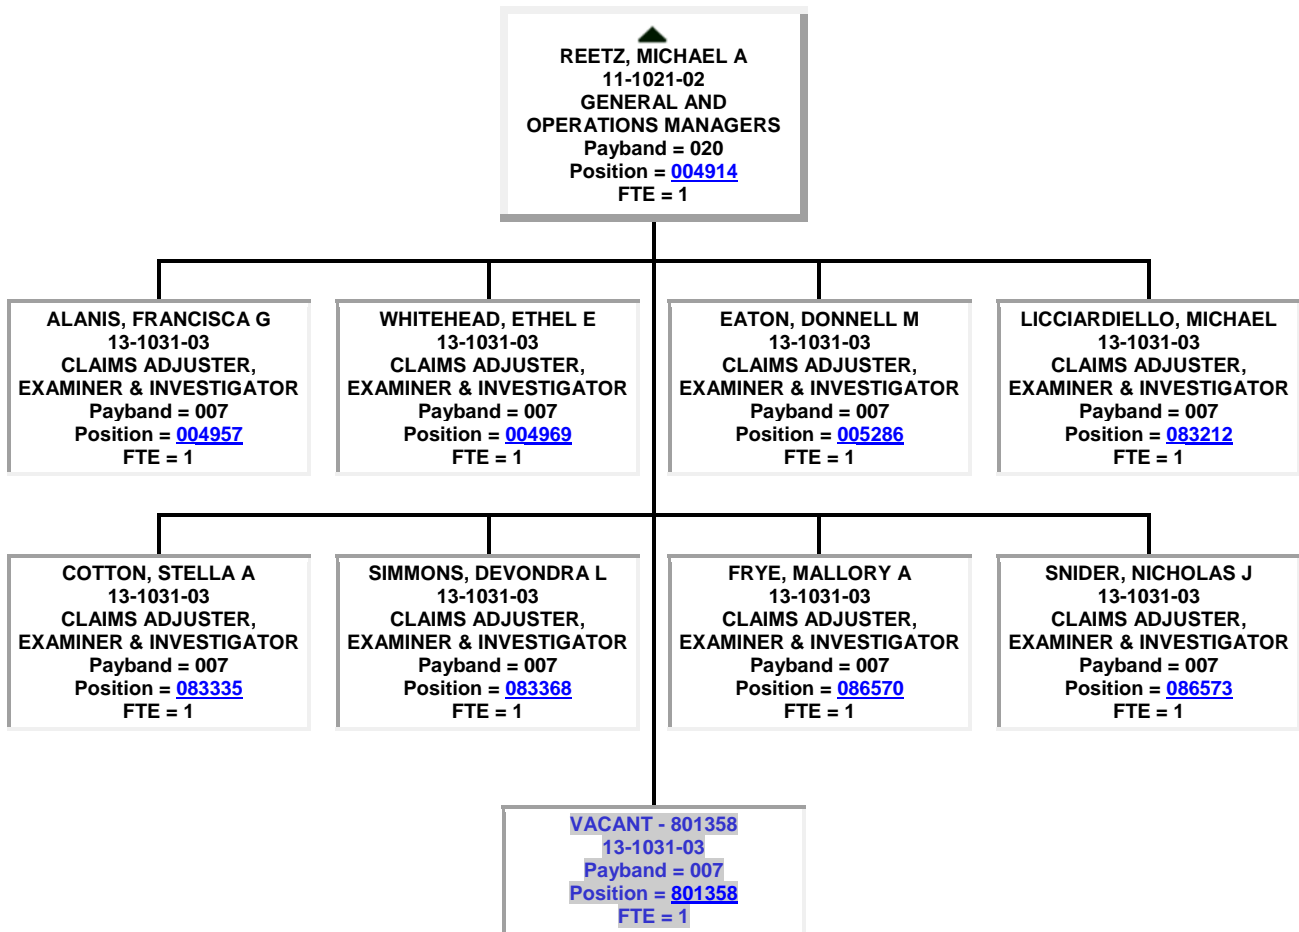 REETZ, MICHAEL A
11-1021-02
GENERAL AND
OPERATIONS MANAGERS
Payband = 020
Position = 004914
FTE = 1
ALANIS, FRANCISCA G
13-1031-03
CLAIMS ADJUSTER,
EXAMINER & INVESTIGATOR
Payband = 007
Position = 004957
FTE = 1
WHITEHEAD, ETHEL E
13-1031-03
CLAIMS ADJUSTER,
EXAMINER & INVESTIGATOR
Payband = 007
Position = 004969
FTE = 1
EATON, DONNELL M
13-1031-03
CLAIMS ADJUSTER,
EXAMINER & INVESTIGATOR
Payband = 007
Position = 005286
FTE = 1
LICCIARDIELLO, MICHAEL
13-1031-03
CLAIMS ADJUSTER,
EXAMINER & INVESTIGATOR
Payband = 007
Position = 083212
FTE = 1
COTTON, STELLA A
13-1031-03
CLAIMS ADJUSTER,
EXAMINER & INVESTIGATOR
Payband = 007
Position = 083335
FTE = 1
SIMMONS, DEVONDRA L
13-1031-03
CLAIMS ADJUSTER,
EXAMINER & INVESTIGATOR
Payband = 007
Position = 083368
FTE = 1
FRYE, MALLORY A
13-1031-03
CLAIMS ADJUSTER,
EXAMINER & INVESTIGATOR
Payband = 007
Position = 086570
FTE = 1
SNIDER, NICHOLAS J
13-1031-03
CLAIMS ADJUSTER,
EXAMINER & INVESTIGATOR
Payband = 007
Position = 086573
FTE = 1
VACANT - 801358
13-1031-03
Payband = 007
Position = 801358
FTE = 1